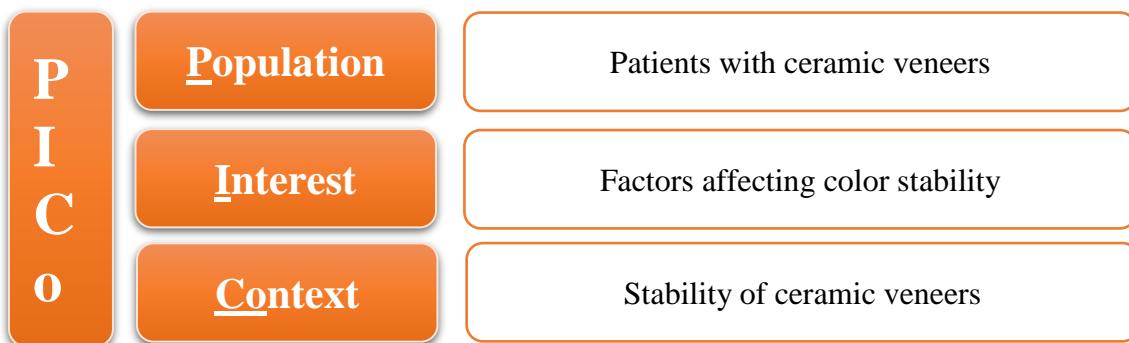 P
I
C
o
Population
Patients with ceramic veneers
Interest
Factors affecting color stability
Context
Stability of ceramic veneers